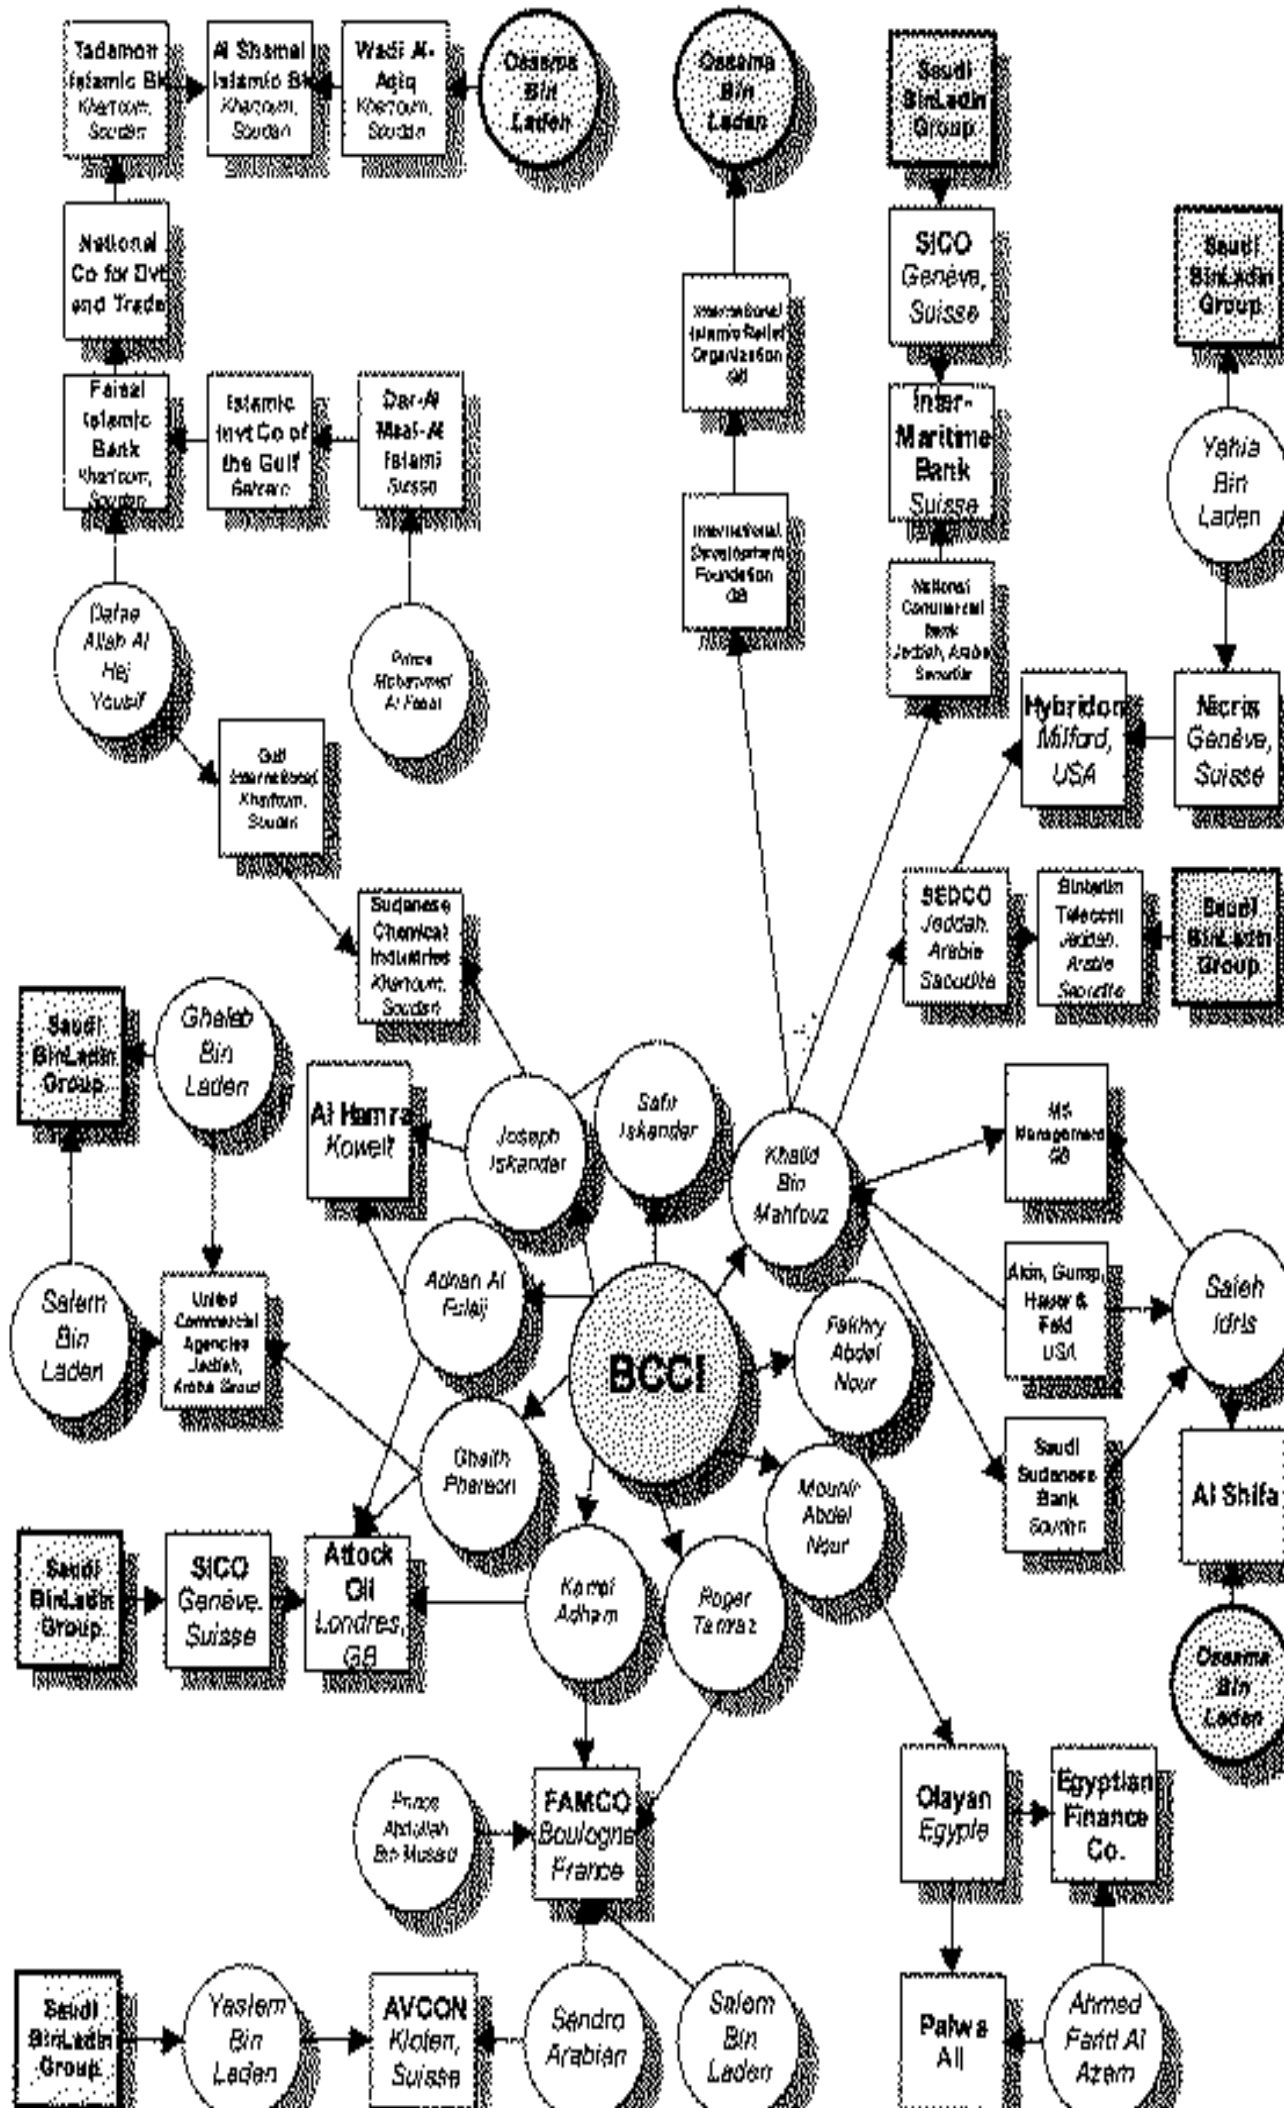 Tadamon
Islamic Bk
Khartoum,
Soudan
Al Shamal
Islamic Bk
Khartoum,
Soudan
Wadi Al-
Aqiq
Khartoum,
Soudan
Ossama
Bin
Laden
Ossama
Bin
Laden
Saudi
BinLadin
Group
National
Co for Dvt
and Trade
SICO
Genève,
Suisse
Saudi
BinLadin
Group
International
Islamic Relief
Organization
GB
Faisal
Islamic
Bank
Khartoum,
Soudan
Islamic
Invt Co of
the Gulf
Bahrein
Dar-Al
Maal-Al
Islami
Suisse
Inter-
Maritime
Bank
Suisse
Yahia
Bin
Laden
International
Development
Foundation
GB
National
Commercial
Bank
Jeddah, Arabie
Saoudite
Dafae
Allah Al
Haj
Yousif
Prince
Mohammed
Al Faisal
Hybridon
Milford,
USA
Nicris
Genève,
Suisse
Gulf
International,
Khartoum,
Soudan
Sudanese
Chemical
Industries
Khartoum,
Soudan
SEDCO
Jeddah,
Arabie
Saoudite
Binladin
Telecom
Jeddah,
Arabie
Saoudite
Saudi
BinLadin
Group
Saudi
BinLadin
Group
Ghaleb
Bin
Laden
Al Hamra
Koweit
Joseph
Iskander
Safir
Iskander
Khalid
Bin
Mahfouz
MS
Management
GB
Salem
Bin
Laden
United
Commercial
Agencies
Jeddah,
Arabie Saoud
Adnan Al
Fulaij
BCCI
Fakhry
Abdel
Nour
Akin, Gump,
Hauer &
Feld
USA
Saleh
Idris
Ghaith
Pharaon
Mounir
Abdel
Nour
Saudi
Sudanese
Bank
Soudan
Al Shifa
Saudi
BinLadin
Group
SICO
Genève,
Suisse
Attock
Oil
Londres,
GB
Kamal
Adham
Roger
Tamraz
Ossama
Bin
Laden
Prince
Abdullah
Bin Musaid
FAMCO
Boulogne
France
Olayan
Egypte
Egyptian
Finance
Co.
Saudi
BinLadin
Group
Yeslem
Bin
Laden
AVCON
Kloten,
Suisse
Sandro
Arabian
Salem
Bin
Laden
Palwa
All
Ahmed
Farid Al
Azem